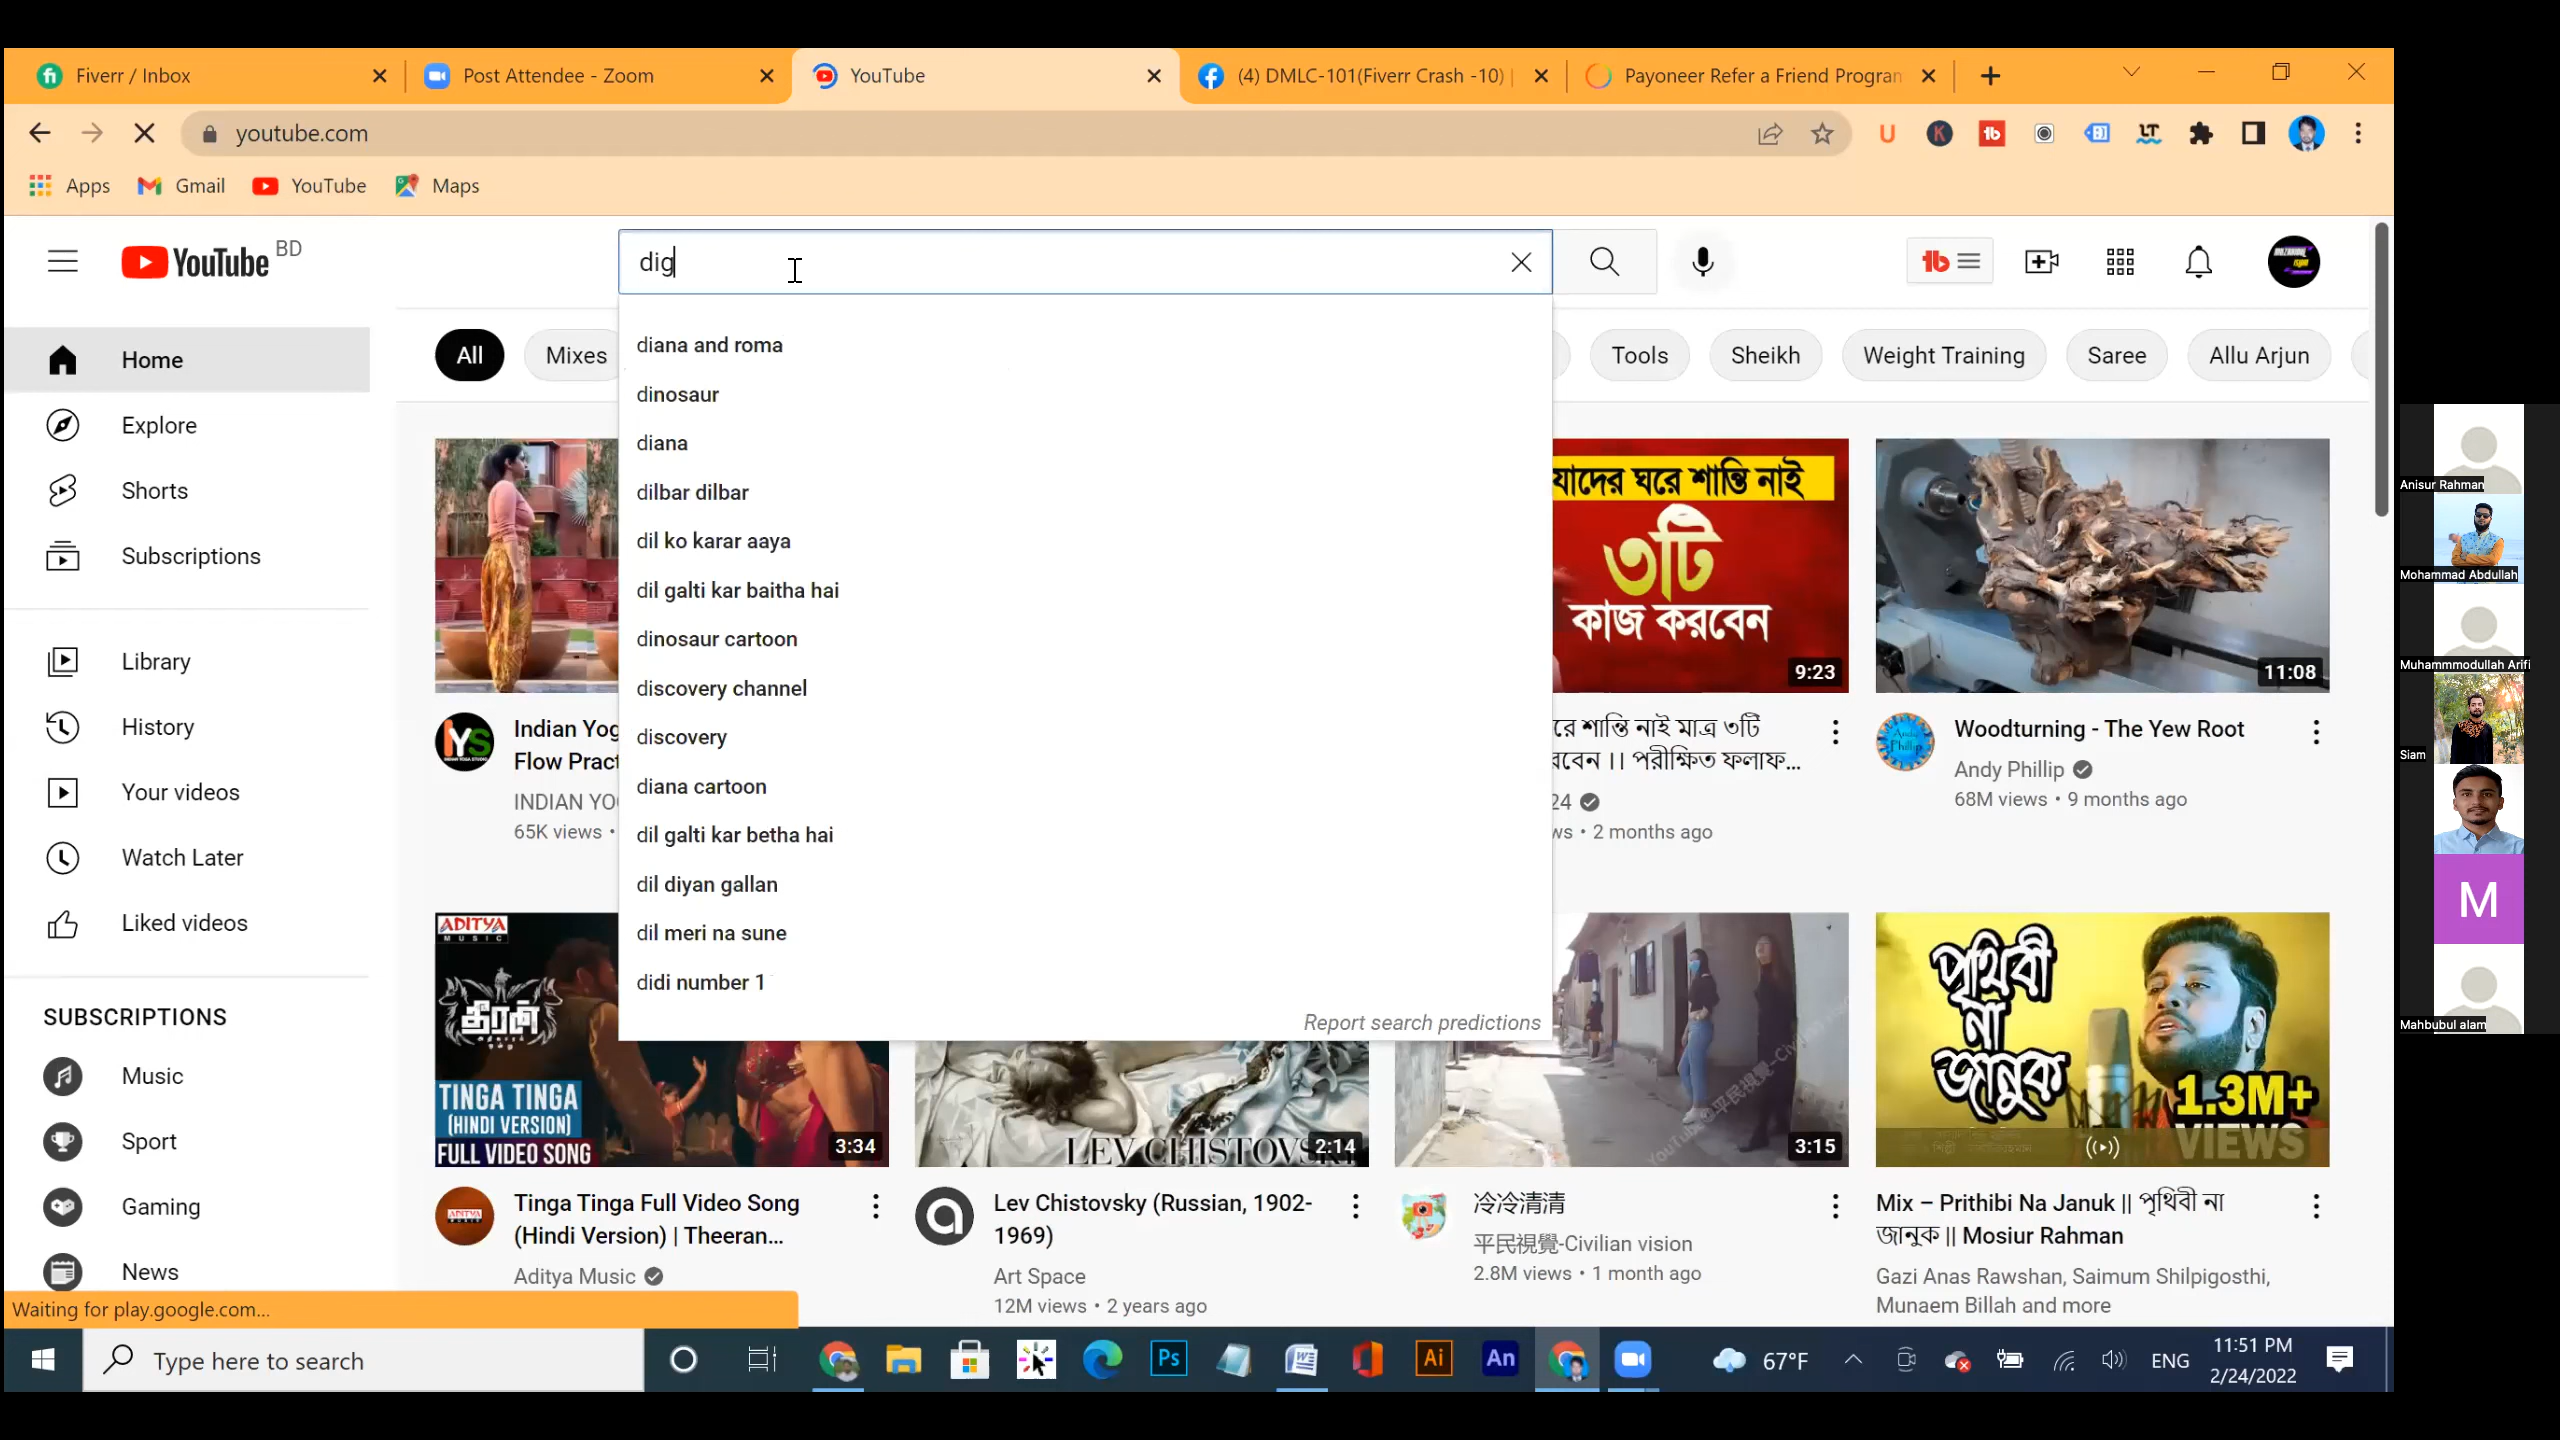 Fiverr / Inbox
Post Attendee - Zoom
YouTube
(4) DMLC-101(Fiverr Crash -10) |
Payoneer Refer a Friend Program
youtube.com
Apps
Gmail
YouTube
Maps
YouTube BD
dig
Home
Explore
Shorts
Subscriptions
Library
History
Your videos
Watch Later
Liked videos
SUBSCRIPTIONS
Music
Sport
Gaming
News
All
Mixes
Tools
Sheikh
Weight Training
Saree
Allu Arjun
diana and roma
dinosaur
diana
dilbar dilbar
dil ko karar aaya
dil galti kar baitha hai
dinosaur cartoon
discovery channel
discovery
diana cartoon
dil galti kar betha hai
dil diyan gallan
dil meri na sune
didi number 1
Report search predictions
যাদের ঘরে শান্তি নাই
৩টি
কাজ করবেন
9:23
11:08
Indian Yog
Flow Pract
INDIAN YO
65K views •
রে শান্তি নাই মাত্র ৩টি
রবেন ।। পরীক্ষিত ফলাফ...
24
ws • 2 months ago
Woodturning - The Yew Root
Andy Phillip
68M views • 9 months ago
ADITYA
MUSIC
தீரன்
TINGA TINGA
(HINDI VERSION)
FULL VIDEO SONG
3:34
LEV CHISTOVSKY
2:14
3:15
পৃথিবী
না
জানুক
1.3M+
VIEWS
Tinga Tinga Full Video Song
(Hindi Version) | Theeran...
Aditya Music
Lev Chistovsky (Russian, 1902-
1969)
Art Space
12M views • 2 years ago
冷冷清清
平民視覺-Civilian vision
2.8M views • 1 month ago
Mix – Prithibi Na Januk || পৃথিবী না
জানুক || Mosiur Rahman
Gazi Anas Rawshan, Saimum Shilpigosthi,
Munaem Billah and more
Waiting for play.google.com...
Type here to search
67°F
ENG
11:51 PM
2/24/2022
Anisur Rahman
Mohammad Abdullah
Muhammmodullah Arifi
Siam
M
Mahbubul alam